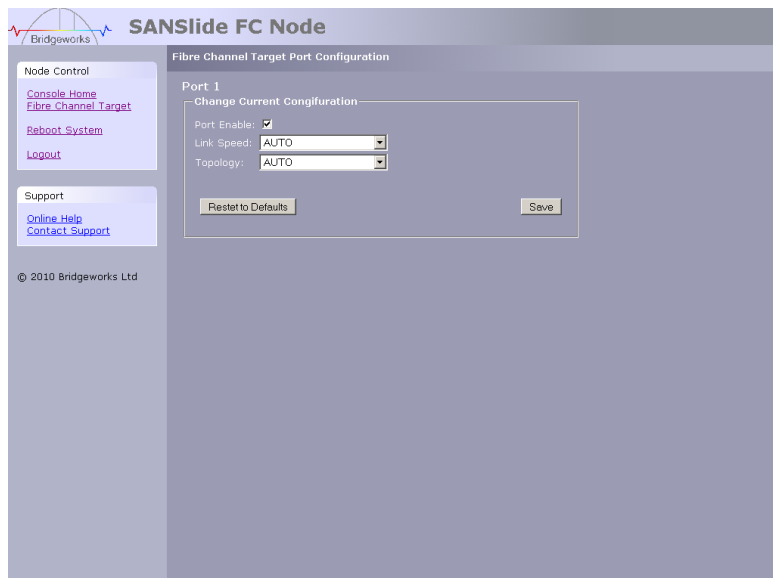 Bridgeworks
SANSlide FC Node
Node Control
Console Home
Fibre Channel Target
Reboot System
Logout
Support
Online Help
Contact Support
© 2010 Bridgeworks Ltd
Fibre Channel Target Port Configuration
Port 1
Change Current Congifuration
Port Enable:
Link Speed: AUTO
Topology: AUTO
Restet to Defaults
Save